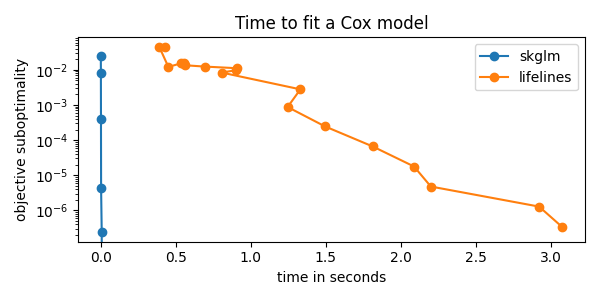 Time to fit a Cox model
objective suboptimality
10⁻²
10⁻³
10⁻⁴
10⁻⁵
10⁻⁶
skglm
lifelines
0.0 0.5 1.0 1.5 2.0 2.5 3.0
time in seconds